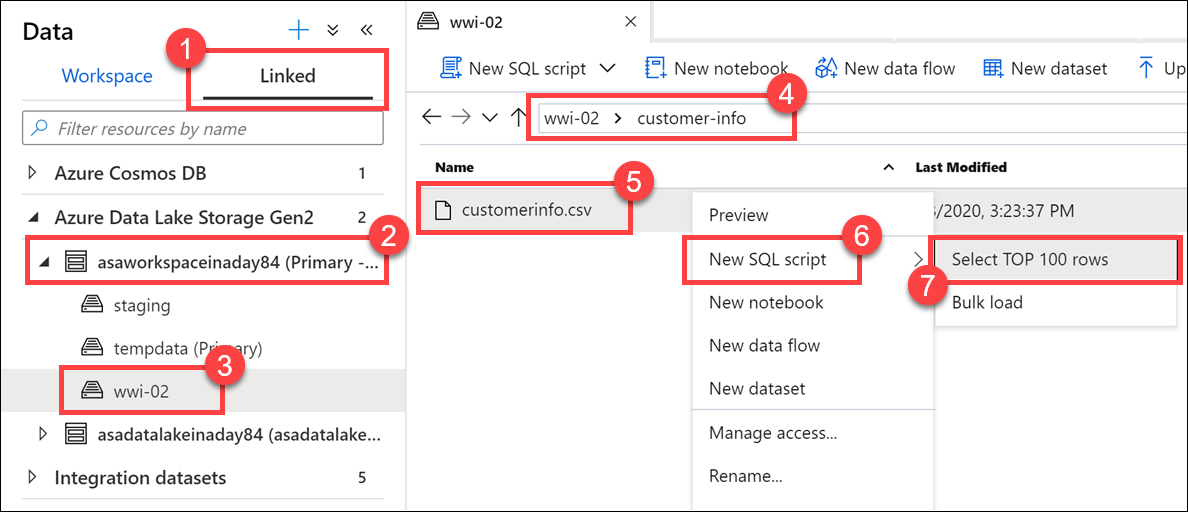 Data
1
Workspace
Linked
Filter resources by name
Azure Cosmos DB 1
Azure Data Lake Storage Gen2 2
2
asaworkspaceinaday84 (Primary -...
staging
tempdata (Primary)
3
wwi-02
asadatalakeinaday84 (asadatalake...
Integration datasets 5
wwi-02
New SQL script
New notebook
New data flow
New dataset
Up
4
wwi-02 > customer-info
Name
Last Modified
5
customerinfo.csv
/2020, 3:23:37 PM
Preview
6
New SQL script
7
Select TOP 100 rows
New notebook
Bulk load
New data flow
New dataset
Manage access...
Rename...